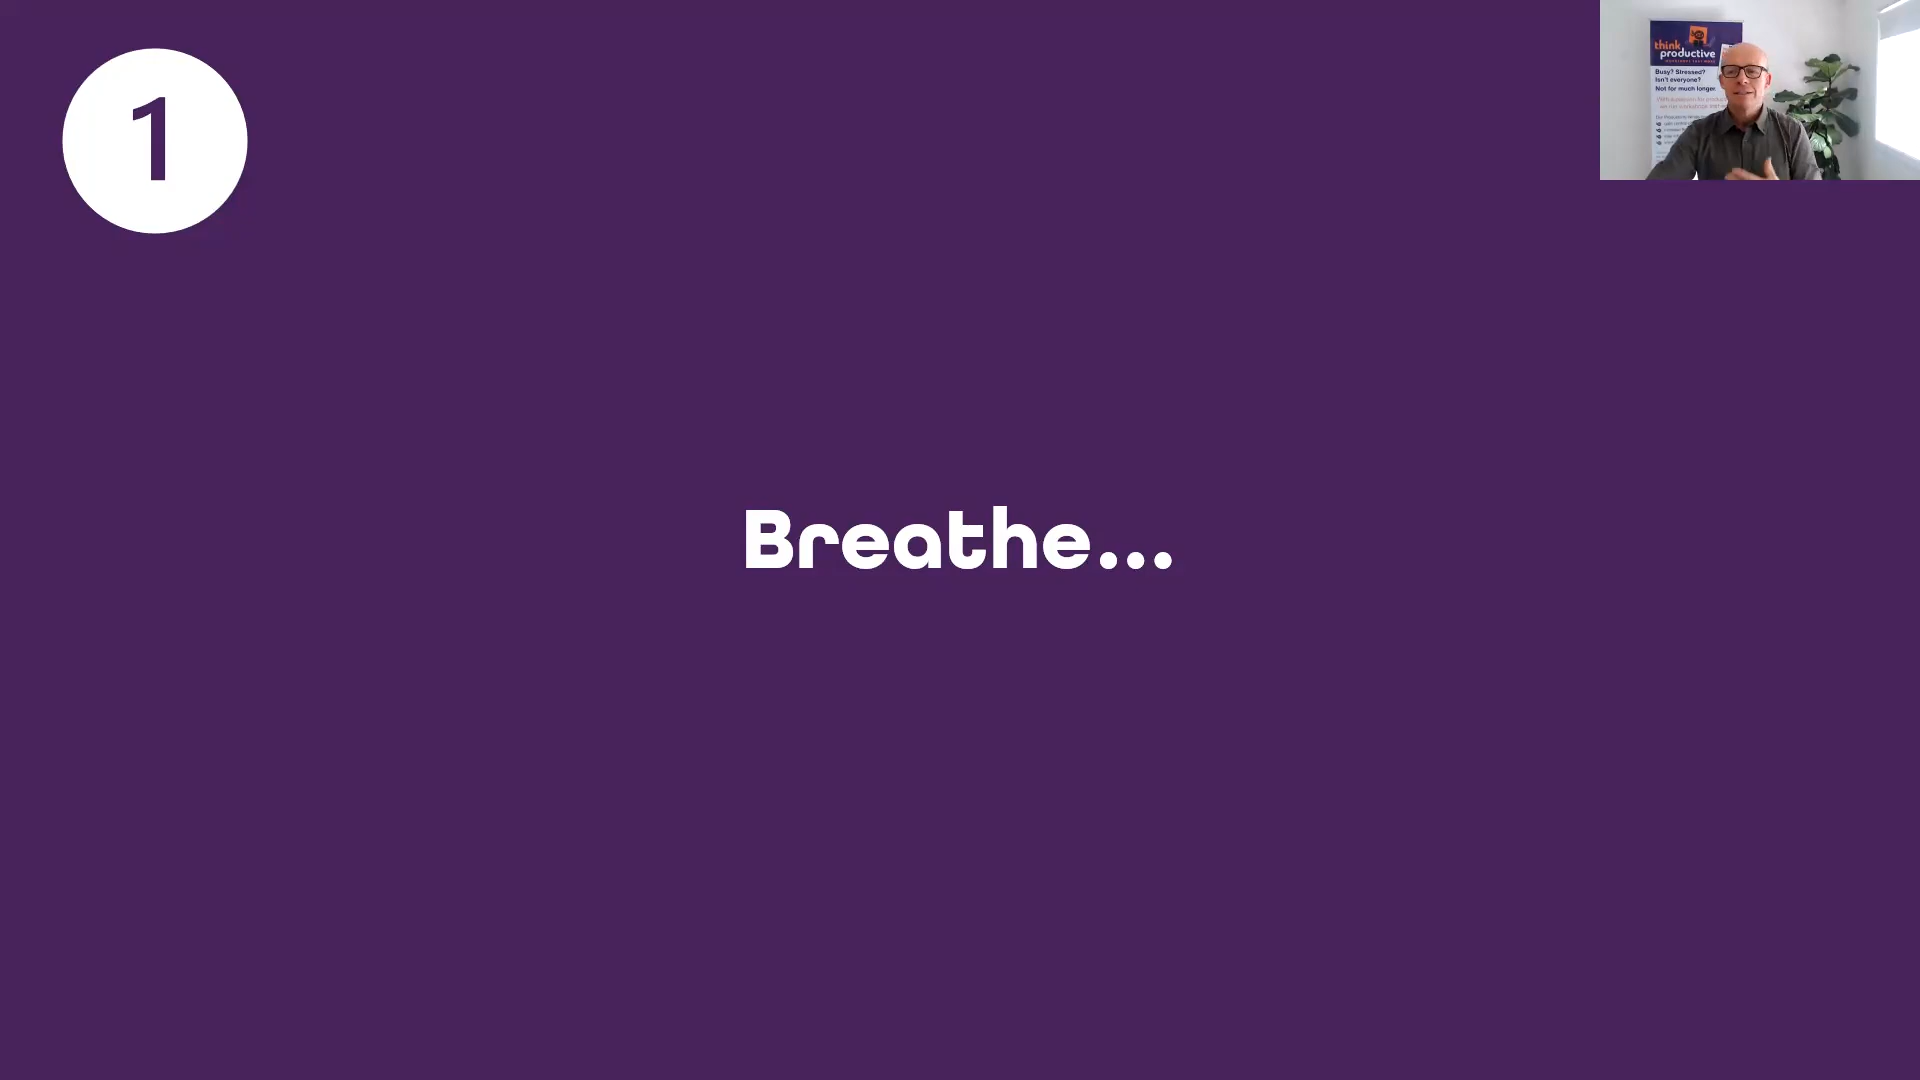 1
think
productive
Busy? Stressed?
Isn't everyone?
Not for much longer.
Breathe...